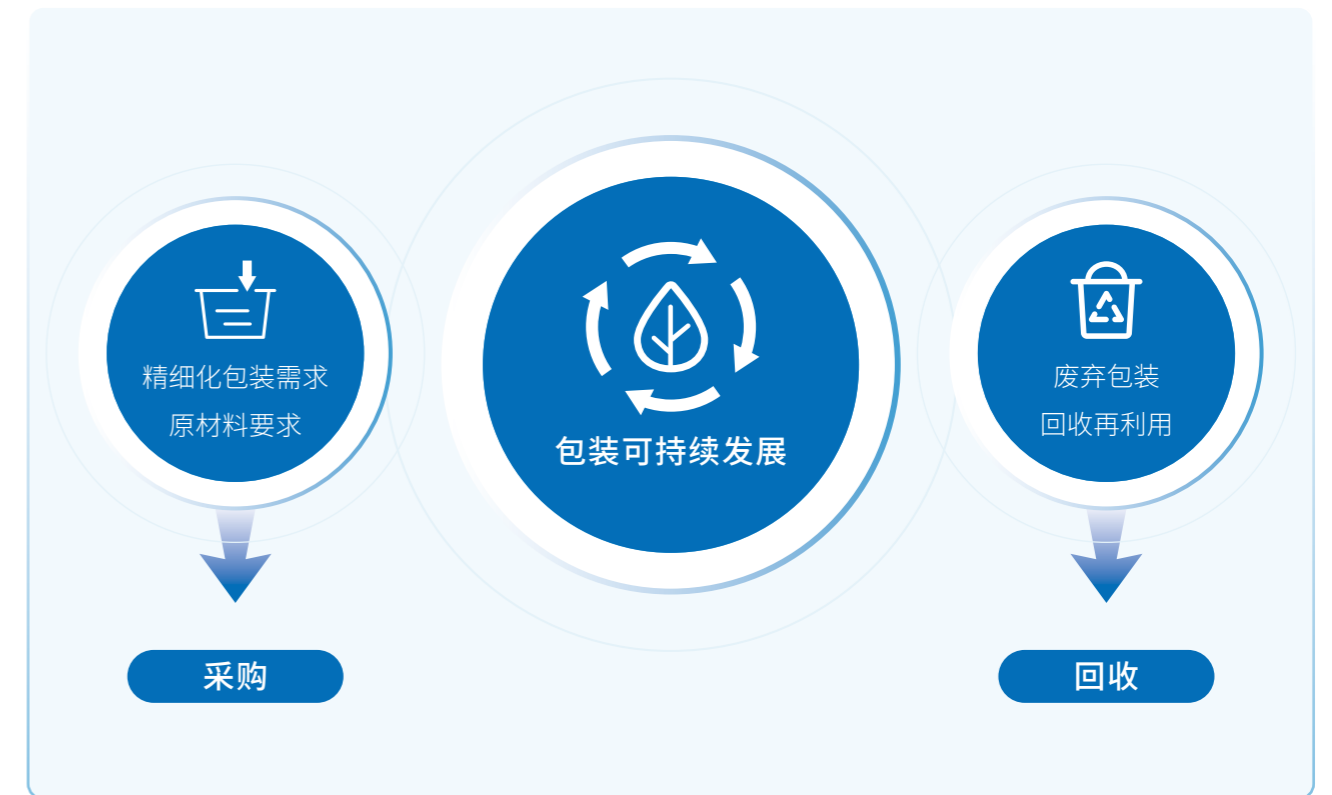 精细化包装需求
原材料要求
采购
包装可持续发展
废弃包装
回收再利用
回收